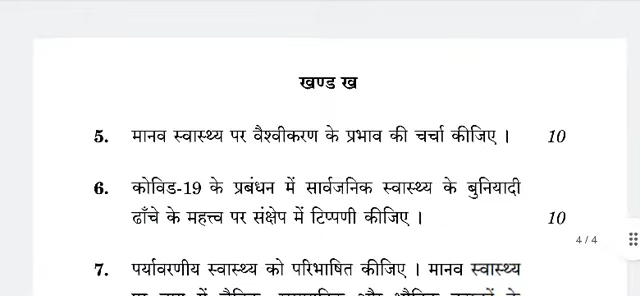 खण्ड ख
5. मानव स्वास्थ्य पर वैश्वीकरण के प्रभाव की चर्चा कीजिए । 10
6. कोविड-19 के प्रबंधन में सार्वजनिक स्वास्थ्य के बुनियादी
ढाँचे के महत्त्व पर संक्षेप में टिप्पणी कीजिए । 10
4 / 4
7. पर्यावरणीय स्वास्थ्य को परिभाषित कीजिए । मानव स्वास्थ्य